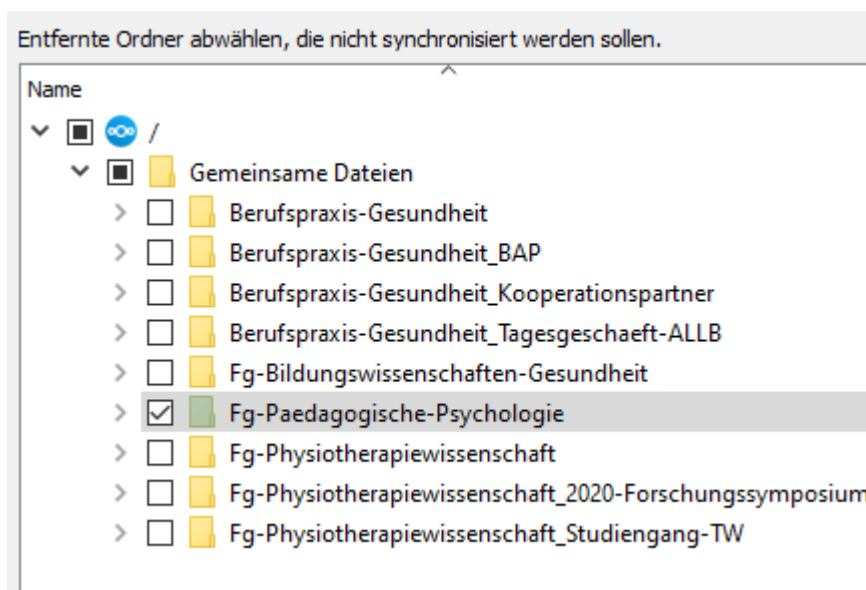 Entfernte Ordner abwählen, die nicht synchronisiert werden sollen.
Name
/
Gemeinsame Dateien
Berufspraxis-Gesundheit
Berufspraxis-Gesundheit_BAP
Berufspraxis-Gesundheit_Kooperationspartner
Berufspraxis-Gesundheit_Tagesgeschaeft-ALLB
Fg-Bildungswissenschaften-Gesundheit
Fg-Paedagogische-Psychologie
Fg-Physiotherapiewissenschaft
Fg-Physiotherapiewissenschaft_2020-Forschungssymposium
Fg-Physiotherapiewissenschaft_Studiengang-TW